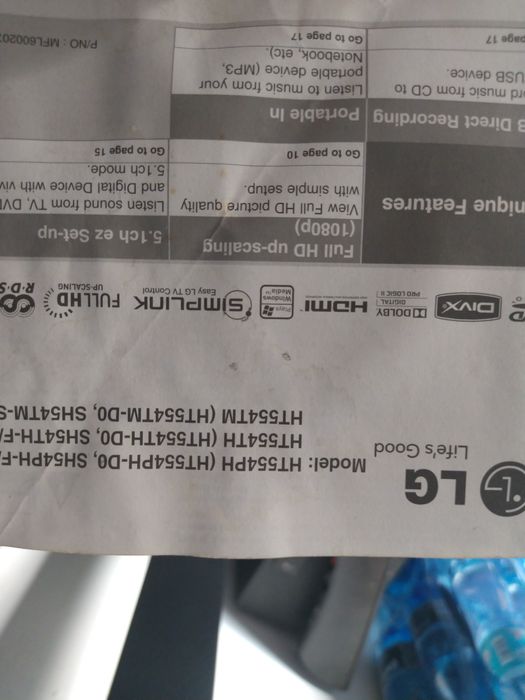 LG
Life's Good
Model: HT554PH (HT554PH-D0, SH54PH-F/
HT554TH (HT554TH-D0, SH54TH-F/
HT554TM (HT554TM-D0, SH54TM-S
DIVX
DOLBY
DIGITAL
PRO LOGIC II
HDMI
Plays
Windows
Media™
SIMPLINK
Easy LG TV Control
FULL HD
UP-SCALING
R·D·S
nique Features
Full HD up-scaling
(1080p)
View Full HD picture quality
with simple setup.
Go to page 10
5.1ch ez Set-up
Listen sound from TV, DVD
and Digital Device with viv
5.1ch mode.
Go to page 15
B Direct Recording
ord music from CD to
USB device.
page 17
Portable In
Listen to music from your
portable device (MP3,
Notebook, etc).
Go to page 17
P/NO : MFL60020